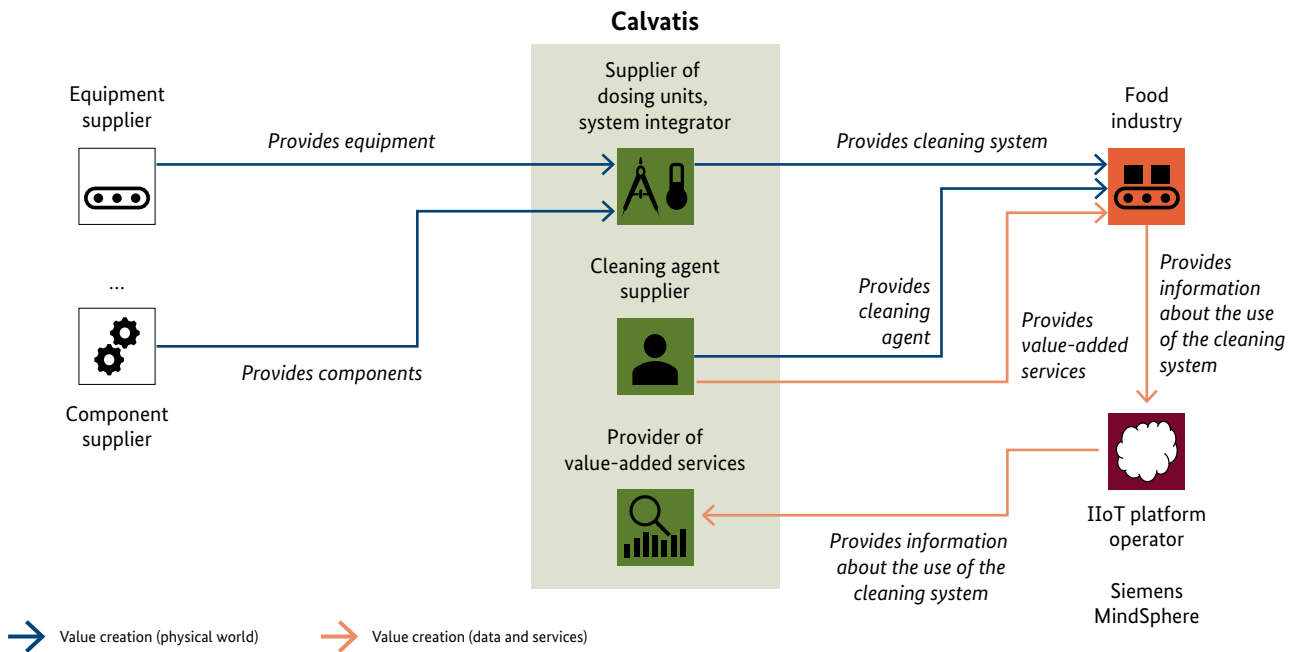 Calvatis
Supplier of
dosing units,
system integrator
Equipment
supplier
Food
industry
Provides equipment
Provides cleaning system
Cleaning agent
supplier
Provides
information
about the use
of the cleaning
system
...
Provides
cleaning
agent
Provides
value-added
services
Provides components
Component
supplier
Provider of
value-added services
IIoT platform
operator
Provides information
about the use of the
cleaning system
Siemens
MindSphere
Value creation (physical world)
Value creation (data and services)